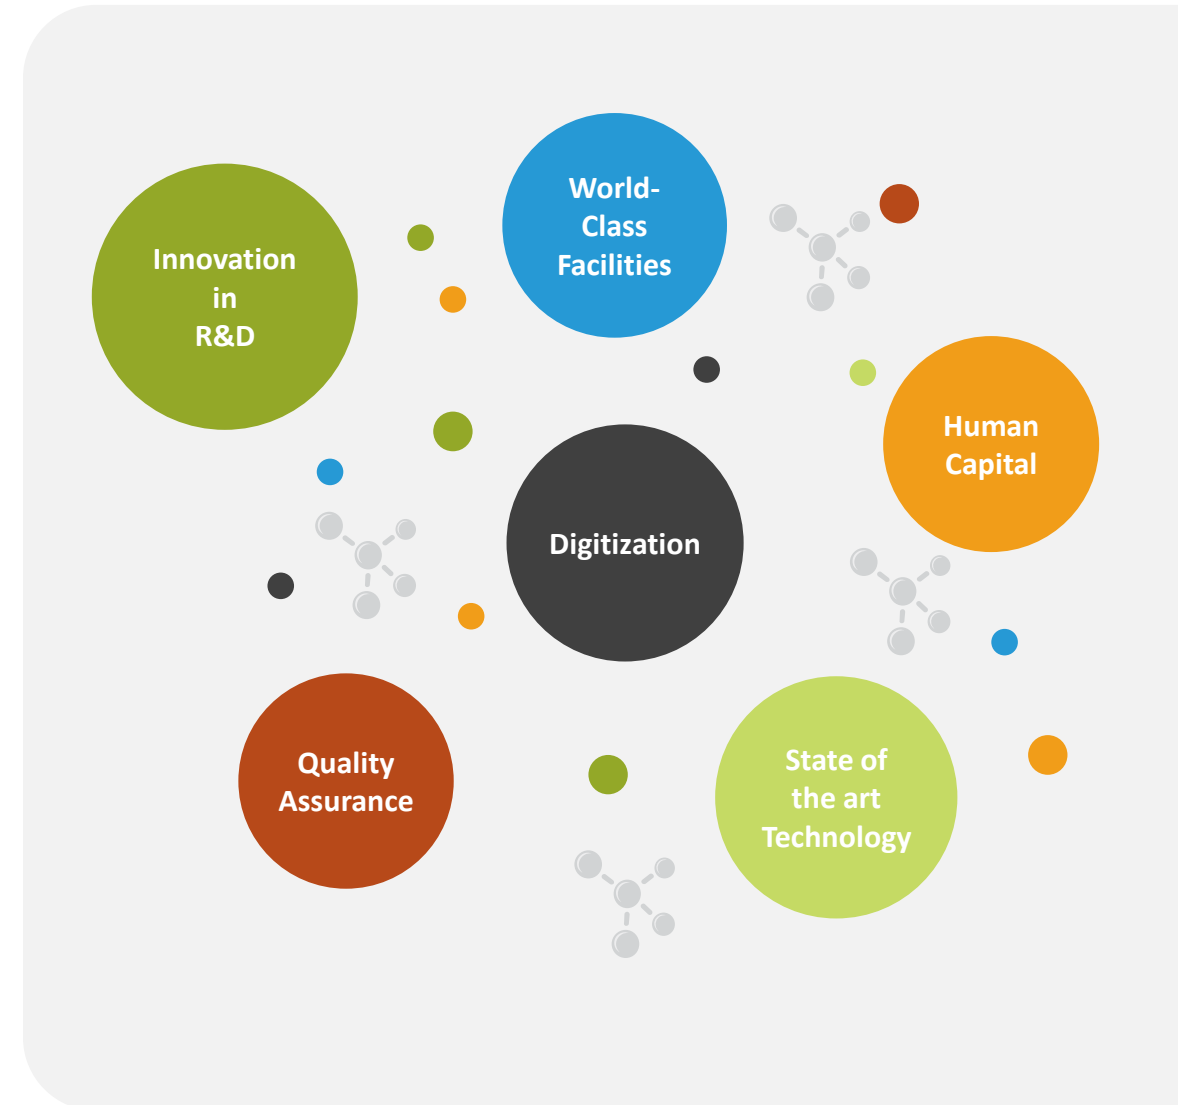 World-
Class
Facilities
Innovation
in
R&D
Human
Capital
Digitization
Quality
Assurance
State of
the art
Technology